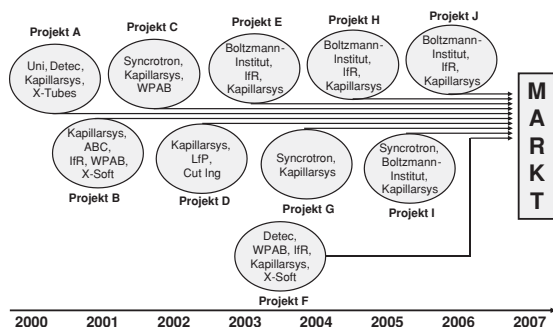 Projekt A
Uni, Detec,
Kapillarsys,
X-Tubes
Projekt C
Syncrotron,
Kapillarsys,
WPAB
Projekt E
Boltzmann-
Institut, IfR,
Kapillarsys
Projekt H
Boltzmann-
Institut,
IfR,
Kapillarsys
Projekt J
Boltzmann-
Institut,
IfR,
Kapillarsys
Kapillarsys,
ABC,
IfR, WPAB,
X-Soft
Projekt B
Kapillarsys,
LfP,
Cut Ing
Projekt D
Syncrotron,
Kapillarsys
Projekt G
Syncrotron,
Boltzmann-
Institut,
Kapillarsys
Projekt I
Detec,
WPAB, IfR,
Kapillarsys,
X-Soft
Projekt F
M
A
R
K
T
2000 2001 2002 2003 2004 2005 2006 2007